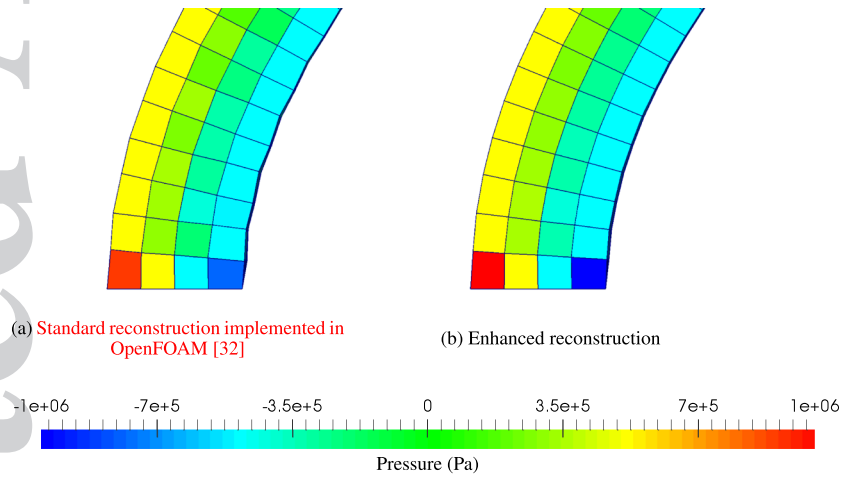 (a) Standard reconstruction implemented in
OpenFOAM [32]
(b) Enhanced reconstruction
-1e+06 -7e+5 -3.5e+5 0 3.5e+5 7e+5 1e+06
Pressure (Pa)